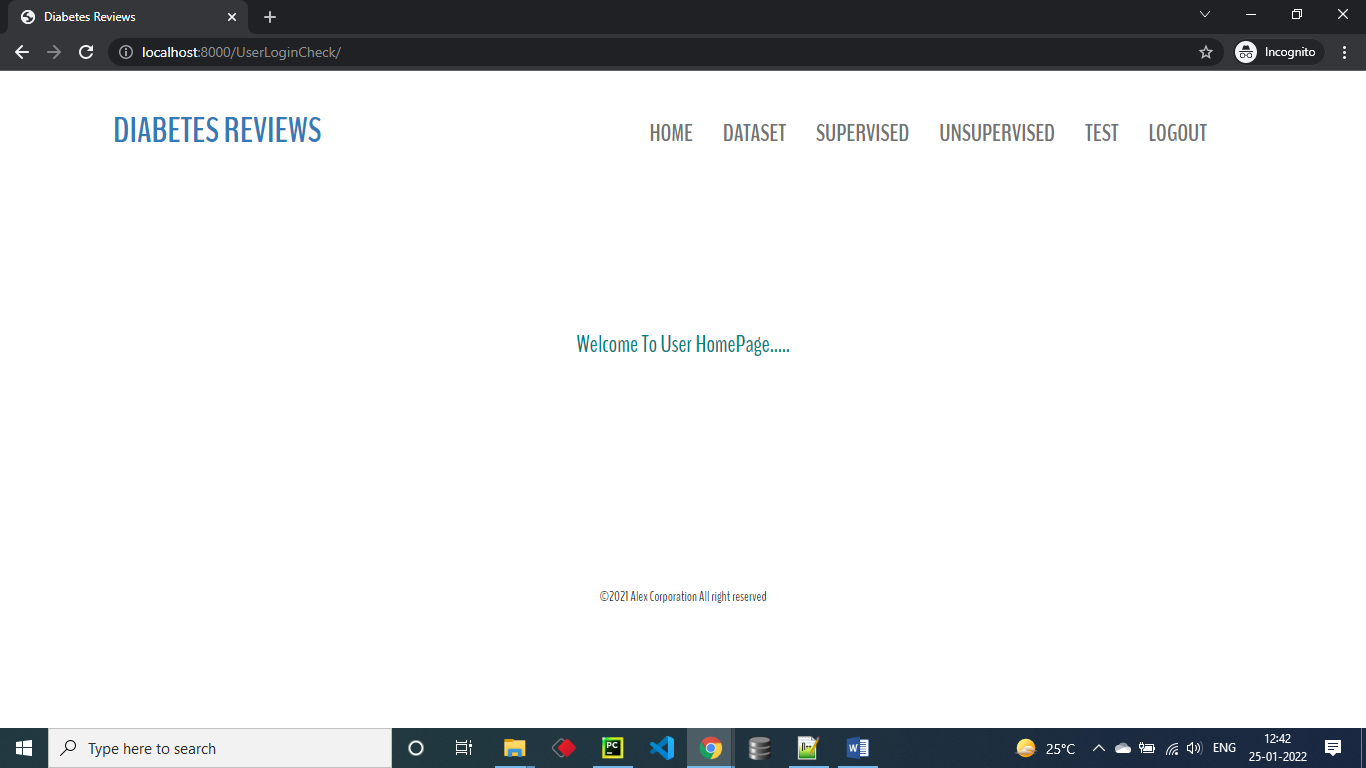 Diabetes Reviews
localhost:8000/UserLoginCheck/
Incognito
DIABETES REVIEWS
HOME DATASET SUPERVISED UNSUPERVISED TEST LOGOUT
Welcome To User HomePage.....
©2021 Alex Corporation All right reserved
Type here to search
PC
W
25°C
ENG
12:42
25-01-2022